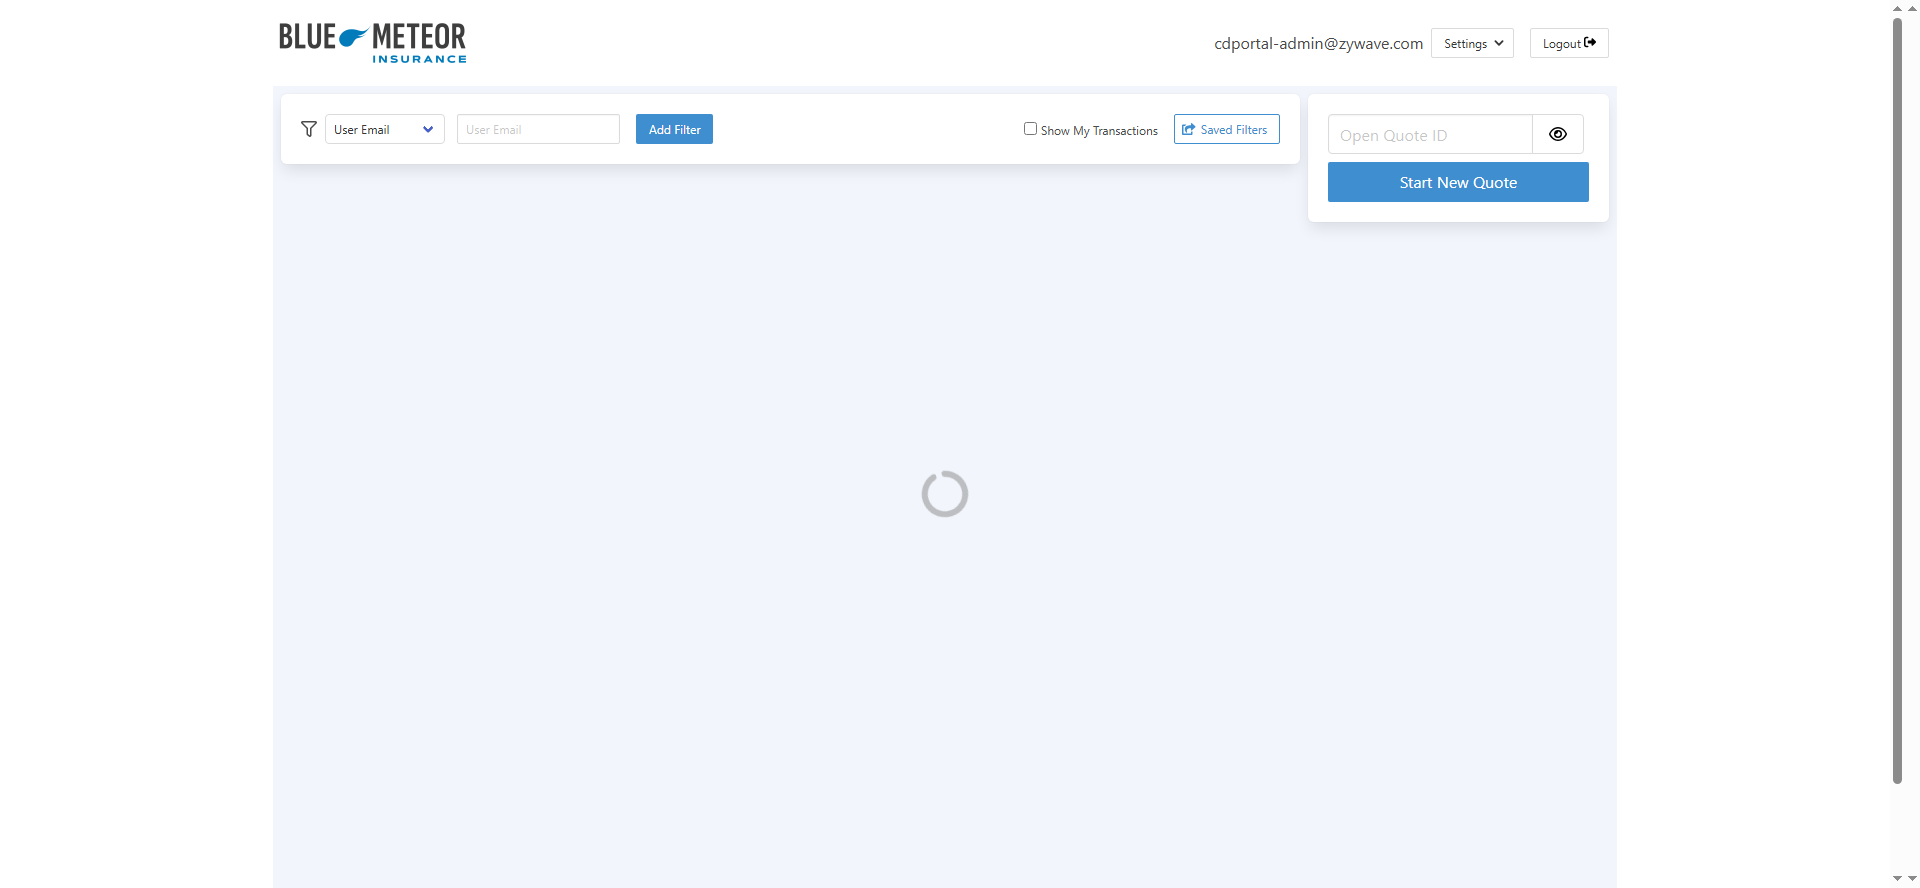 BLUE METEOR
INSURANCE
cdportal-admin@zywave.com
Settings
Logout
User Email
User Email
Add Filter
Show My Transactions
Saved Filters
Open Quote ID
Start New Quote